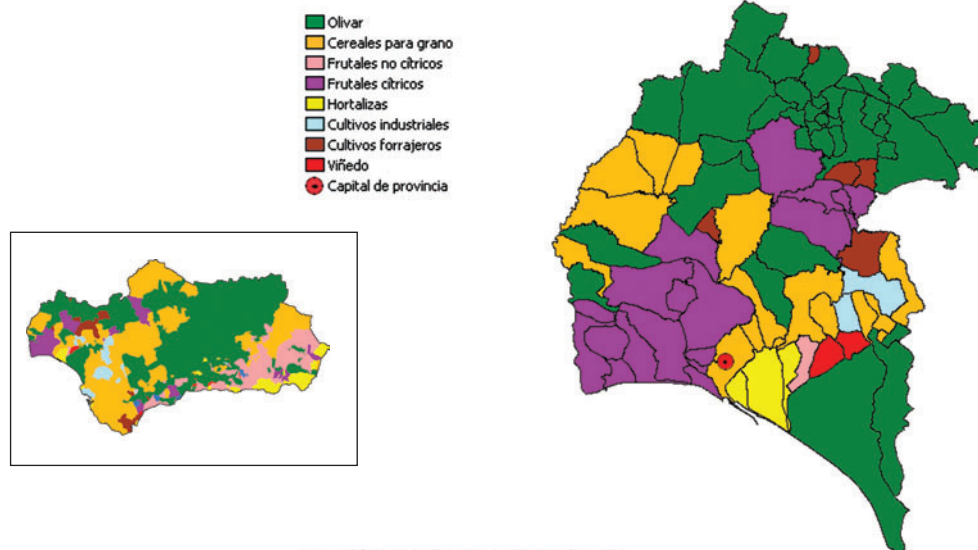 Olivar
Cereales para grano
Frutales no cítricos
Frutales cítricos
Hortalizas
Cultivos industriales
Cultivos forrajeros
Viñedo
Capital de provincia